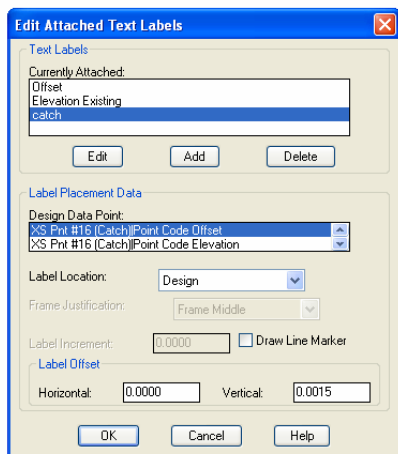 Edit Attached Text Labels
Text Labels
Currently Attached:
Offset
Elevation Existing
catch
Edit Add Delete
Label Placement Data
Design Data Point:
XS Pnt #16 (Catch)|Point Code Offset
XS Pnt #16 (Catch)|Point Code Elevation
Label Location: Design
Frame Justification: Frame Middle
Label Increment: 0.0000 Draw Line Marker
Label Offset
Horizontal: 0.0000 Vertical: 0.0015
OK Cancel Help